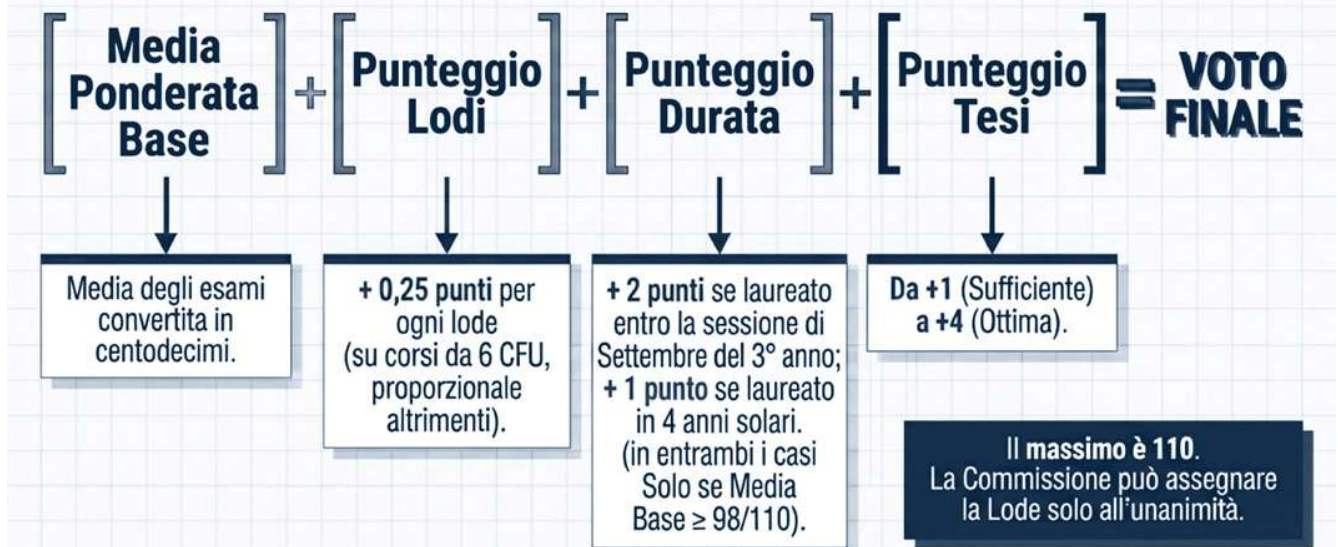 Media
Ponderata
Base
+
Punteggio
Lodi
+
Punteggio
Durata
+
Punteggio
Tesi
=
VOTO
FINALE
Media degli esami
convertita in
centodecimi.
+ 0,25 punti per
ogni lode
(su corsi da 6 CFU,
proporzionale
altrimenti).
+ 2 punti se laureato
entro la sessione di
Settembre del 3° anno;
+ 1 punto se laureato
in 4 anni solari.
(in entrambi i casi
Solo se Media
Base ≥ 98/110).
Da +1 (Sufficiente)
a +4 (Ottima).
Il massimo è 110.
La Commissione può assegnare
la Lode solo all'unanimità.